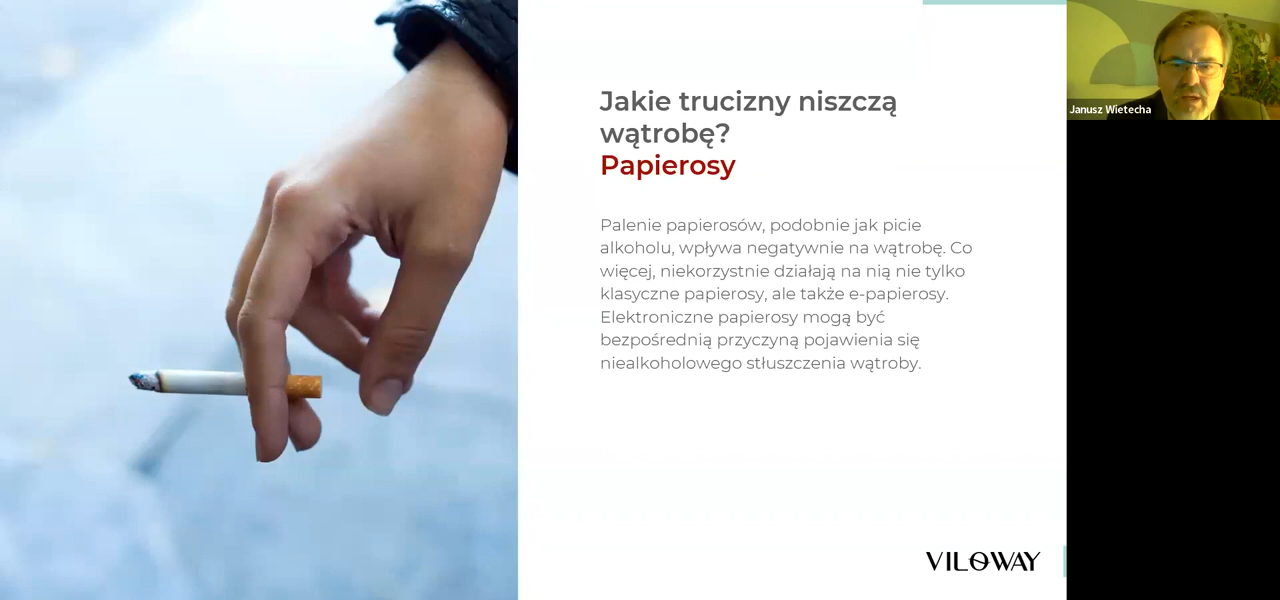 Jakie trucizny niszczą
wątrobę?
Papierosy
Palenie papierosów, podobnie jak picie
alkoholu, wpływa negatywnie na wątrobę. Co
więcej, niekorzystnie działają na nią nie tylko
klasyczne papierosy, ale także e-papierosy.
Elektroniczne papierosy mogą być
bezpośrednią przyczyną pojawienia się
niealkoholowego stłuszczenia wątroby.
VILOWAY
Janusz Wietecha